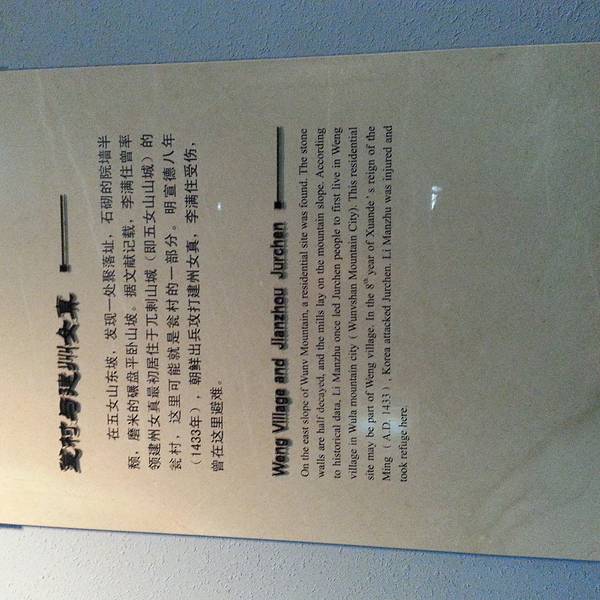 瓮村与建州女真
在五女山东坡，发现一处聚落址，石砌的院墙半
颓，磨米的碾盘平卧山坡。据文献记载，李满住曾率
领建州女真最初居住于兀剌山城（即五女山山城）的
瓮村，这里可能就是瓮村的一部分。明宣德八年
（1433年），朝鲜出兵攻打建州女真，李满住受伤，
曾在这里避难。
Weng Village and Jianzhou Jurchen
On the east slope of Wunv Mountain, a residential site was found. The stone
walls are half decayed, and the mills lay on the mountain slope. According
to historical data, Li Manzhu once led Jurchen people to first live in Weng
village in Wula mountain city ( Wunvshan Mountain City). This residential
site may be part of Weng village. In the 8th year of Xuande's reign of the
Ming ( A.D. 1433 ) , Korea attacked Jurchen. Li Manzhu was injured and
took refuge here.